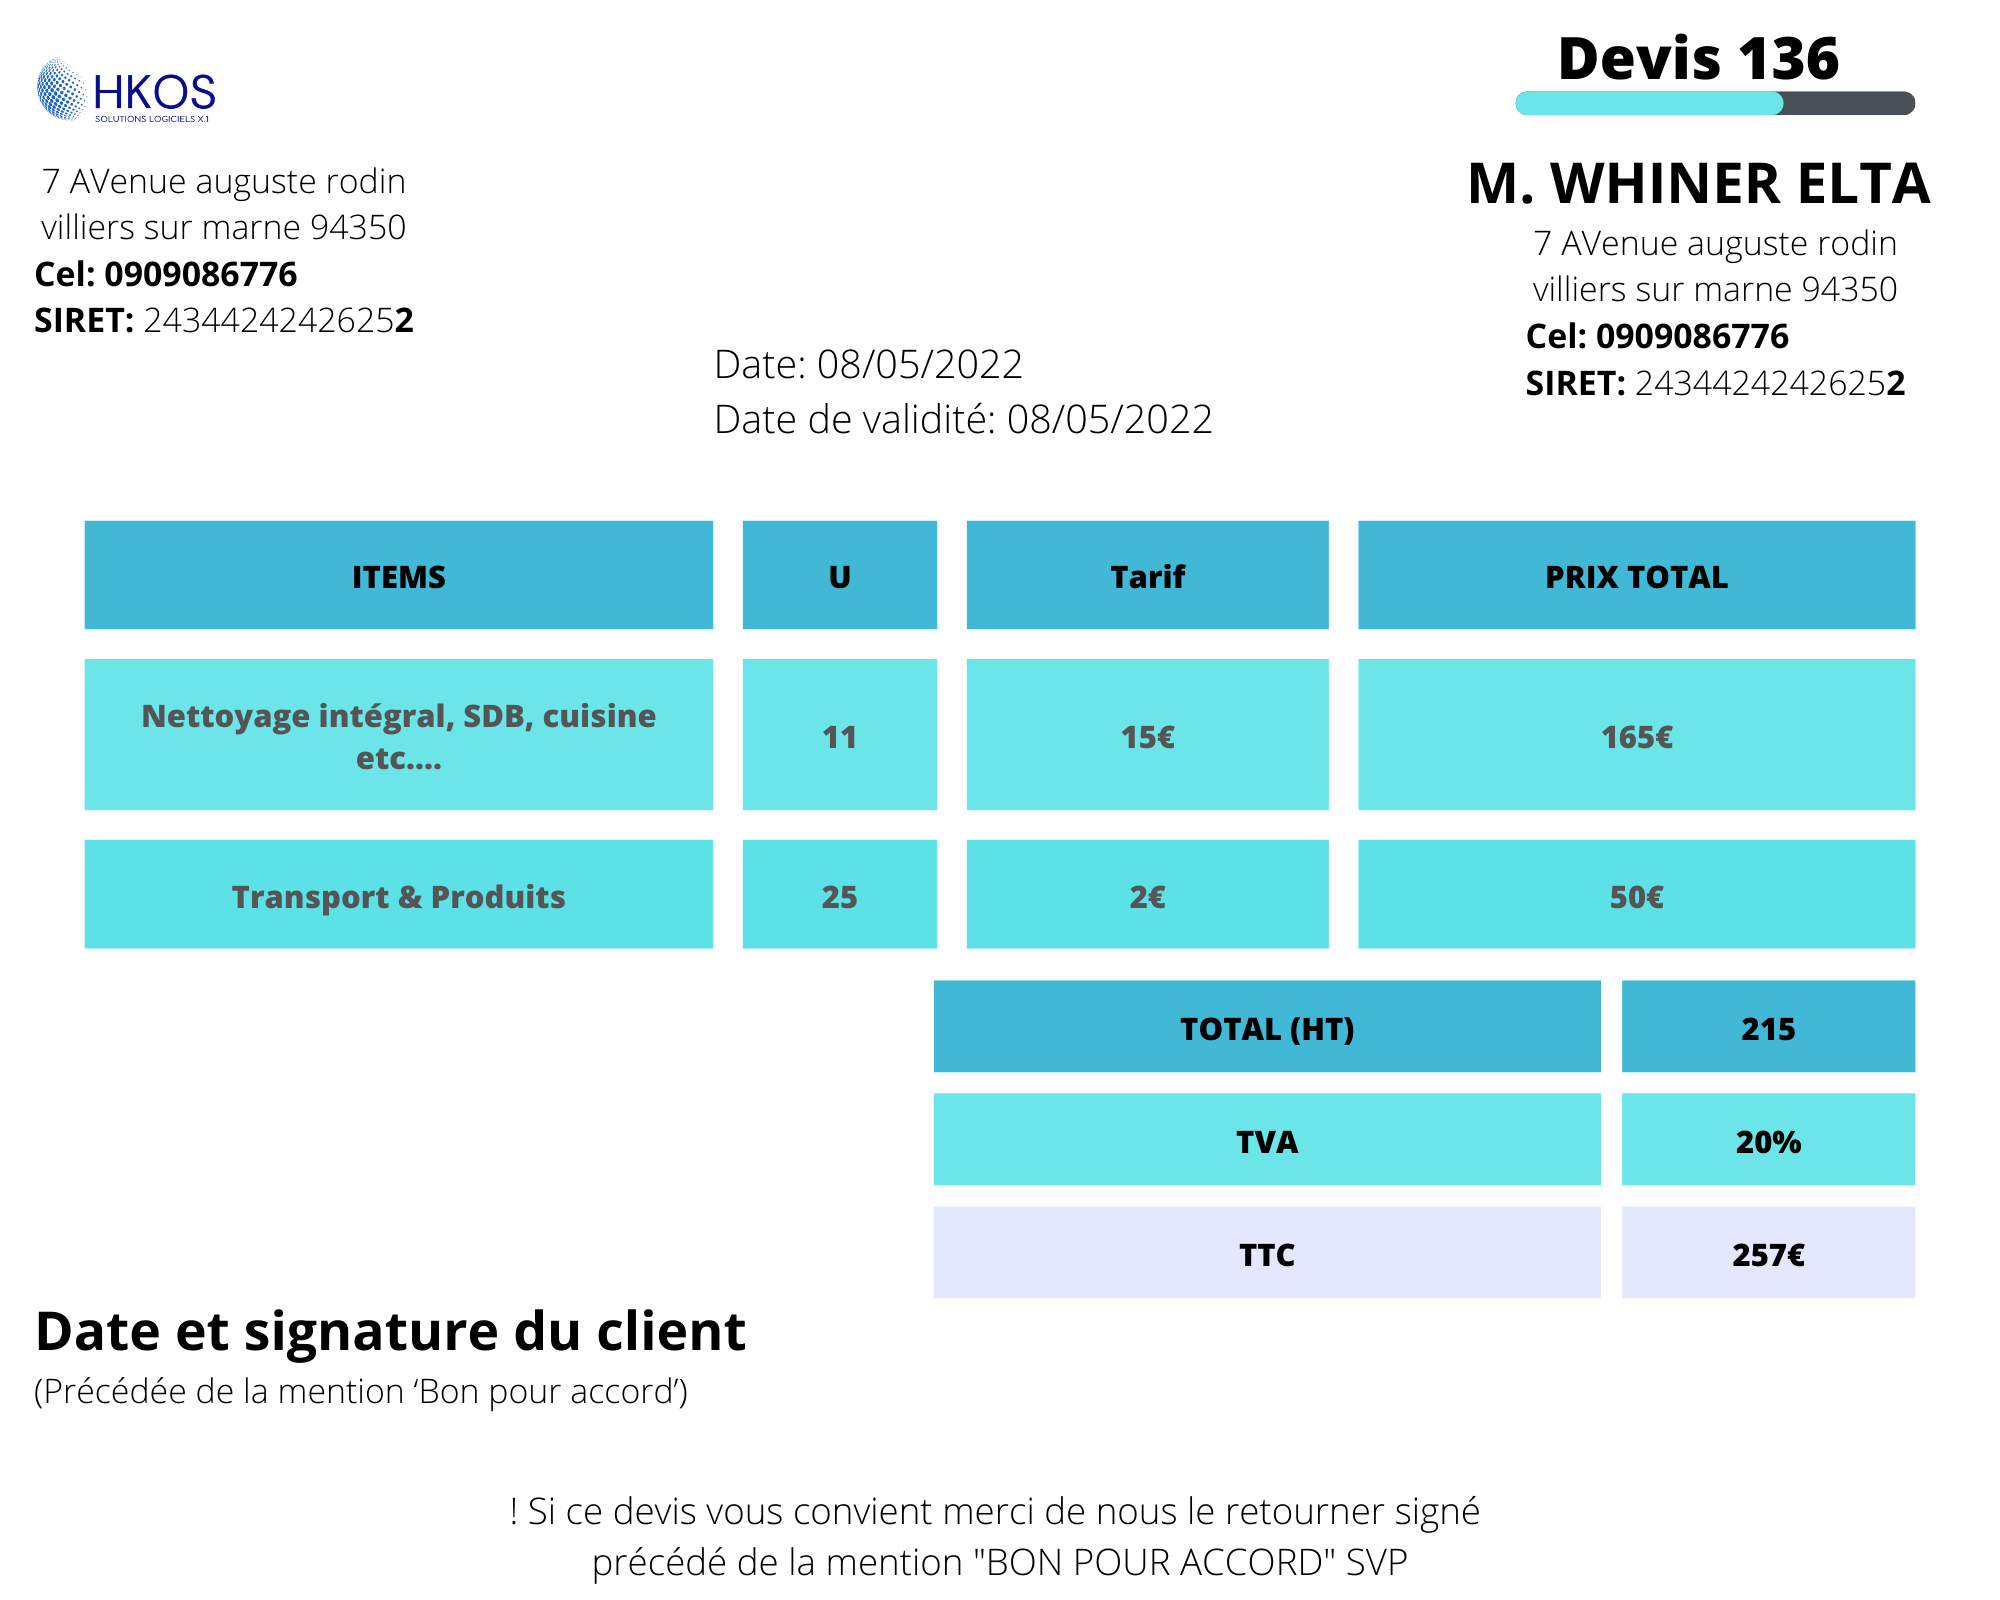 HKOS
SOLUTIONS LOGICIELS X.1
7 AVenue auguste rodin
villiers sur marne 94350
Cel: 0909086776
SIRET: 24344242426252
Devis 136
M. WHINER ELTA
7 AVenue auguste rodin
villiers sur marne 94350
Cel: 0909086776
SIRET: 24344242426252
Date: 08/05/2022
Date de validité: 08/05/2022
ITEMS U Tarif PRIX TOTAL
Nettoyage intégral, SDB, cuisine
etc.... 11 15€ 165€
Transport & Produits 25 2€ 50€
TOTAL (HT) 215
TVA 20%
TTC 257€
Date et signature du client
(Précédée de la mention ‘Bon pour accord’)
! Si ce devis vous convient merci de nous le retourner signé
précédé de la mention "BON POUR ACCORD" SVP